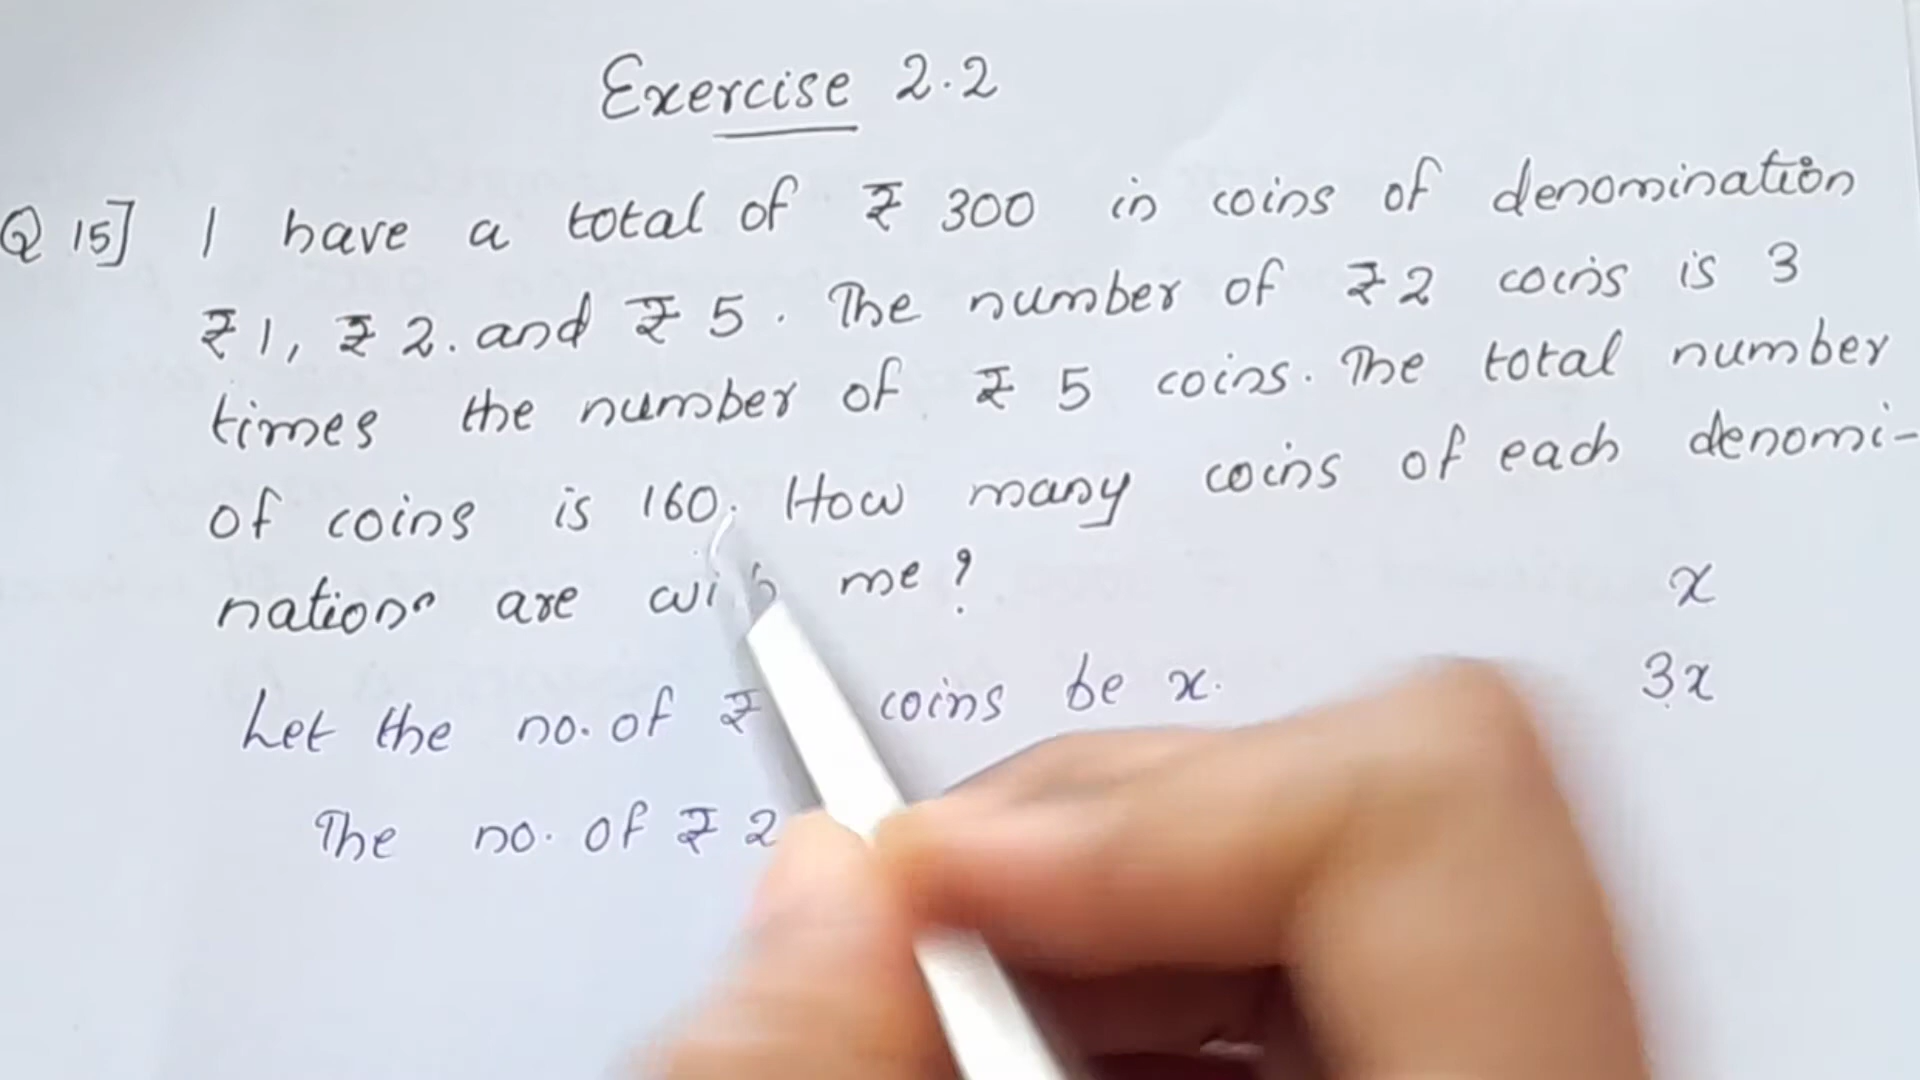 Exercise 2.2
Q 15] I have a total of ₹ 300 in coins of denomination
₹ 1, ₹ 2. and ₹ 5. The number of ₹ 2 coins is 3
times the number of ₹ 5 coins. The total number
of coins is 160. How many coins of each denomi-
nations are me?
x
Let the no. of ₹ coins be x.
3x
The no. of ₹ 2